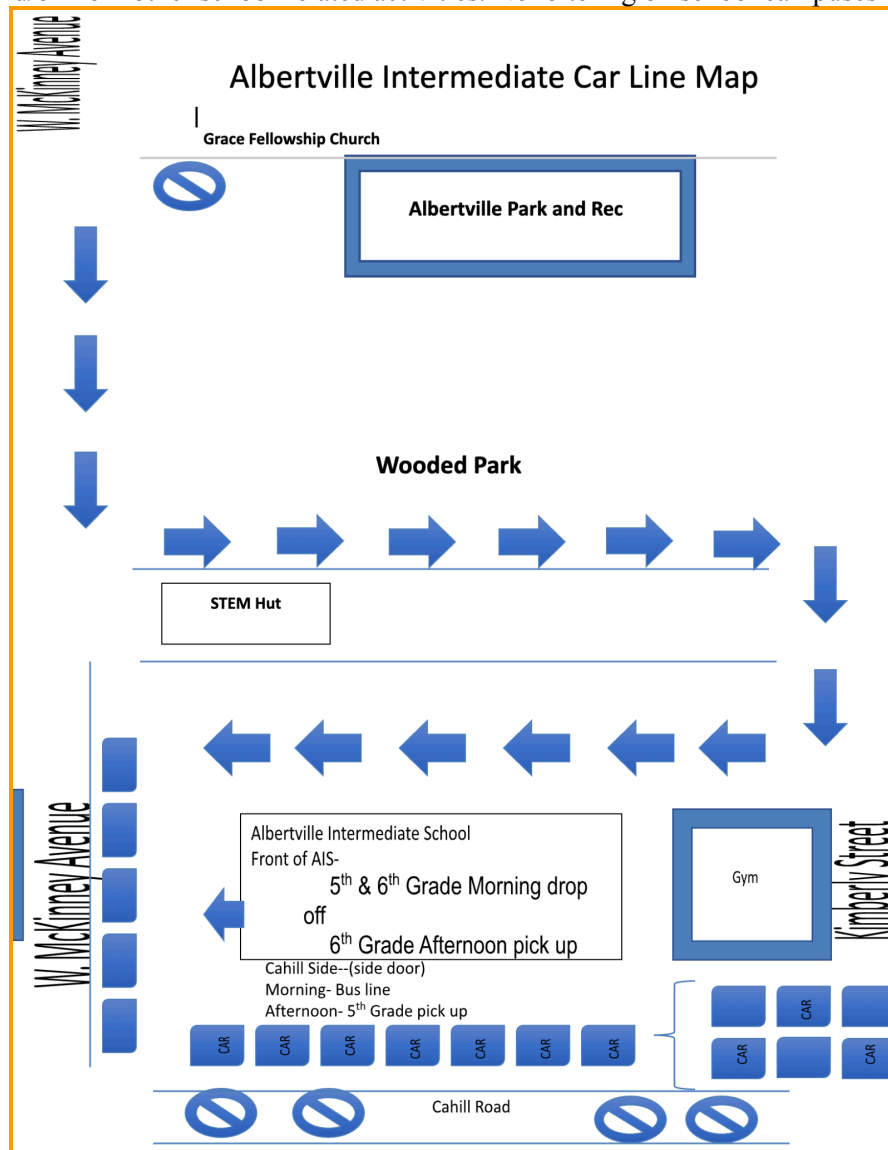 W. McKinney Avenue
Albertville Intermediate Car Line Map
Grace Fellowship Church
Albertville Park and Rec
Wooded Park
STEM Hut
W. McKinney Avenue
Albertville Intermediate School
Front of AIS-
5th & 6th Grade Morning drop
off
6th Grade Afternoon pick up
Gym
Kimberly Street
Cahill Side--(side door)
Morning- Bus line
Afternoon- 5th Grade pick up
CAR
CAR CAR CAR CAR CAR CAR CAR
CAR CAR
Cahill Road